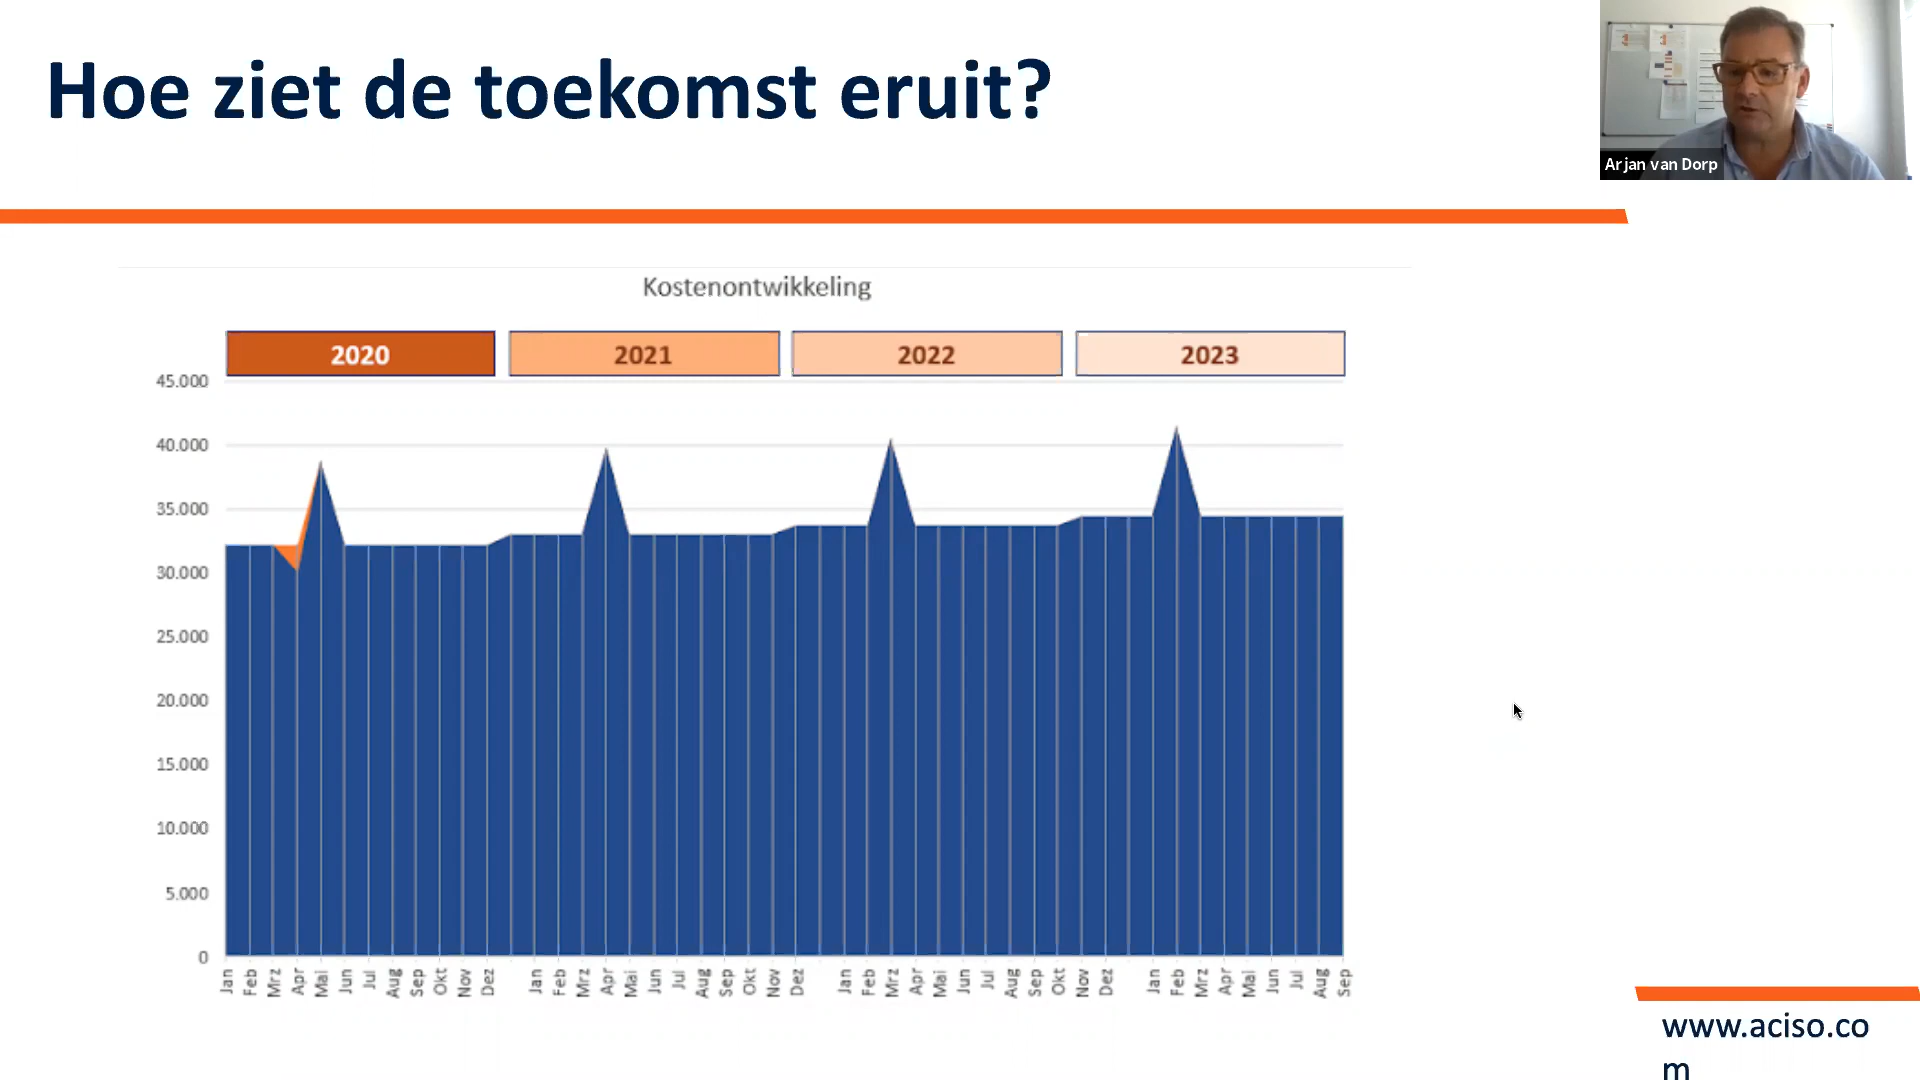 Hoe ziet de toekomst eruit?
Arjan van Dorp
Kostenontwikkeling
2020 2021 2022 2023
45.000
40.000
35.000
30.000
25.000
20.000
15.000
10.000
5.000
0
Jan Feb Mrz Apr Mai Jun Jul Aug Sep Okt Nov Dez Jan Feb Mrz Apr Mai Jun Jul Aug Sep Okt Nov Dez Jan Feb Mrz Apr Mai Jun Jul Aug Sep Okt Nov Dez Jan Feb Mrz Apr Mai Jun Jul Aug Sep
www.aciso.co
m